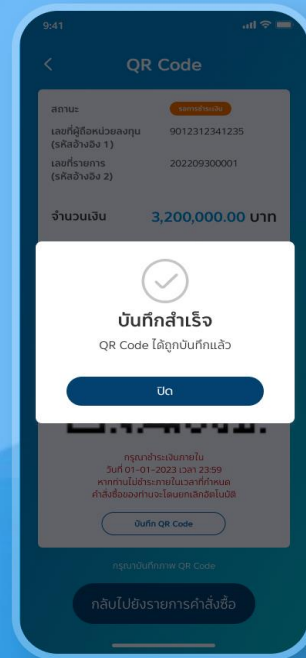 9:41
QR Code
สถานะ
รอการชำระเงิน
เลขที่ผู้ถือหน่วยลงทุน 9012312341235
(รหัสอ้างอิง 1)
เลขที่รายการ 202209300001
(รหัสอ้างอิง 2)
จำนวนเงิน 3,200,000.00 บาท
บันทึกสำเร็จ
QR Code ได้ถูกบันทึกแล้ว
ปิด
กรุณาชำระเงินภายใน
วันที่ 01-01-2023 เวลา 23:59
หากท่านไม่ชำระภายในเวลาที่กำหนด
คำสั่งซื้อของท่านจะโดนยกเลิกอัตโนมัติ
บันทึก QR Code
กรุณาบันทึกภาพ QR Code
กลับไปยังรายการคำสั่งซื้อ